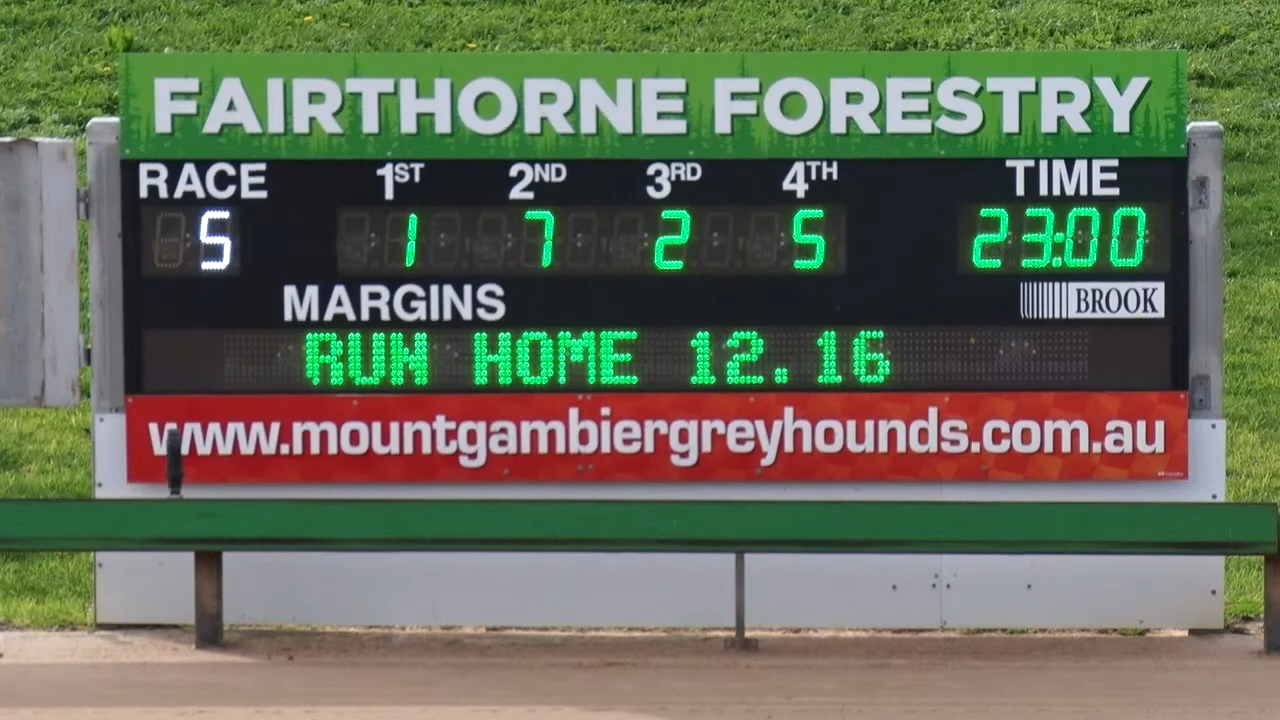 FAIRTHORNE FORESTRY
RACE 1ST 2ND 3RD 4TH TIME
5 1 7 2 5 23:00
MARGINS BROOK
RUN HOME 12.16
www.mountgambiergreyhounds.com.au